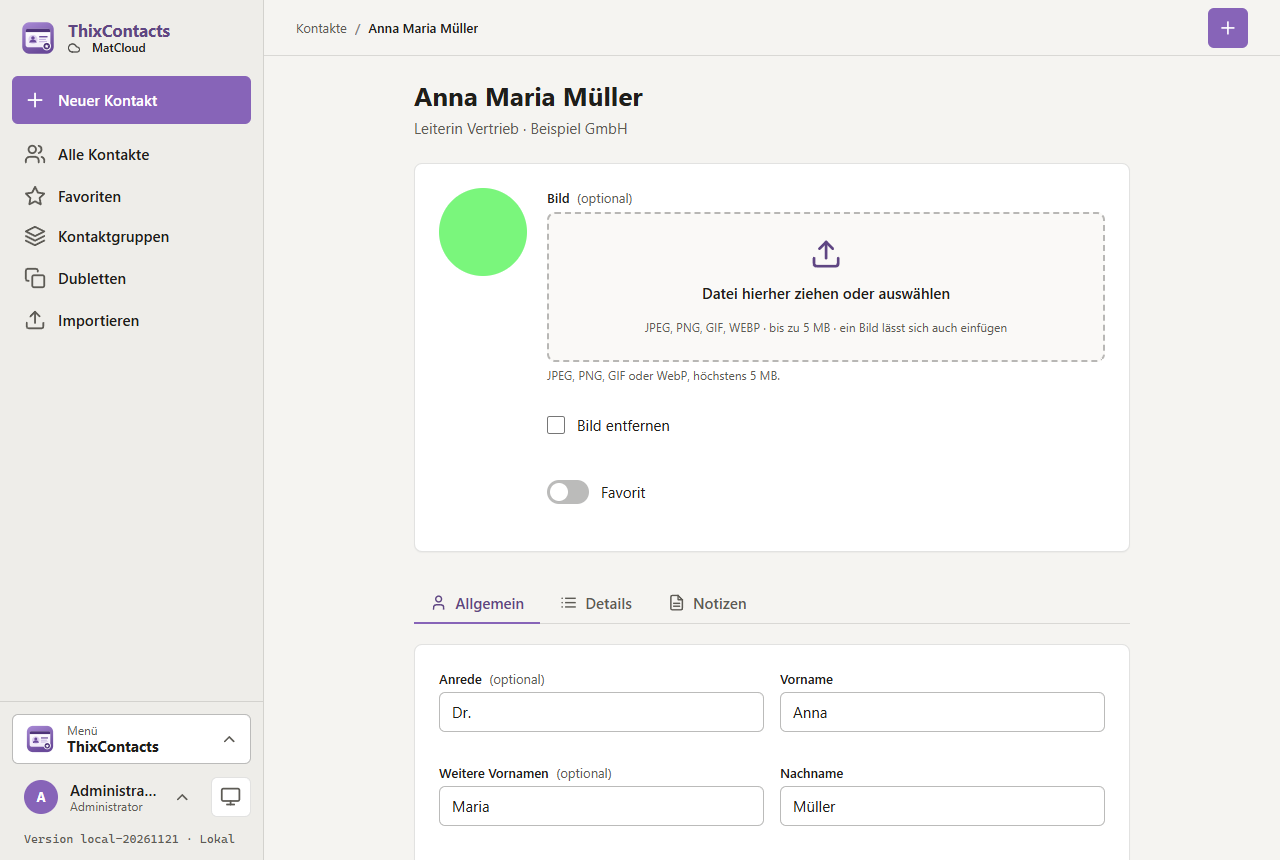 ThixContacts
MatCloud
Neuer Kontakt
Alle Kontakte
Favoriten
Kontaktgruppen
Dubletten
Importieren
Menü
ThixContacts
A
Administra...
Administrator
Version local-20261121 · Lokal
Kontakte / Anna Maria Müller
Anna Maria Müller
Leiterin Vertrieb · Beispiel GmbH
Bild (optional)
Datei hierher ziehen oder auswählen
JPEG, PNG, GIF, WEBP · bis zu 5 MB · ein Bild lässt sich auch einfügen
JPEG, PNG, GIF oder WebP, höchstens 5 MB.
Bild entfernen
Favorit
Allgemein Details Notizen
Anrede (optional) Vorname
Dr. Anna
Weitere Vornamen (optional) Nachname
Maria Müller